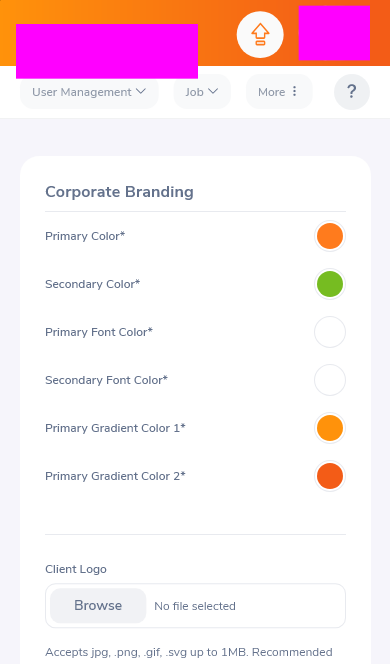 User Management
Job
More
?
Corporate Branding
Primary Color*
Secondary Color*
Primary Font Color*
Secondary Font Color*
Primary Gradient Color 1*
Primary Gradient Color 2*
Client Logo
Browse No file selected
Accepts jpg, .png, .gif, .svg up to 1MB. Recommended